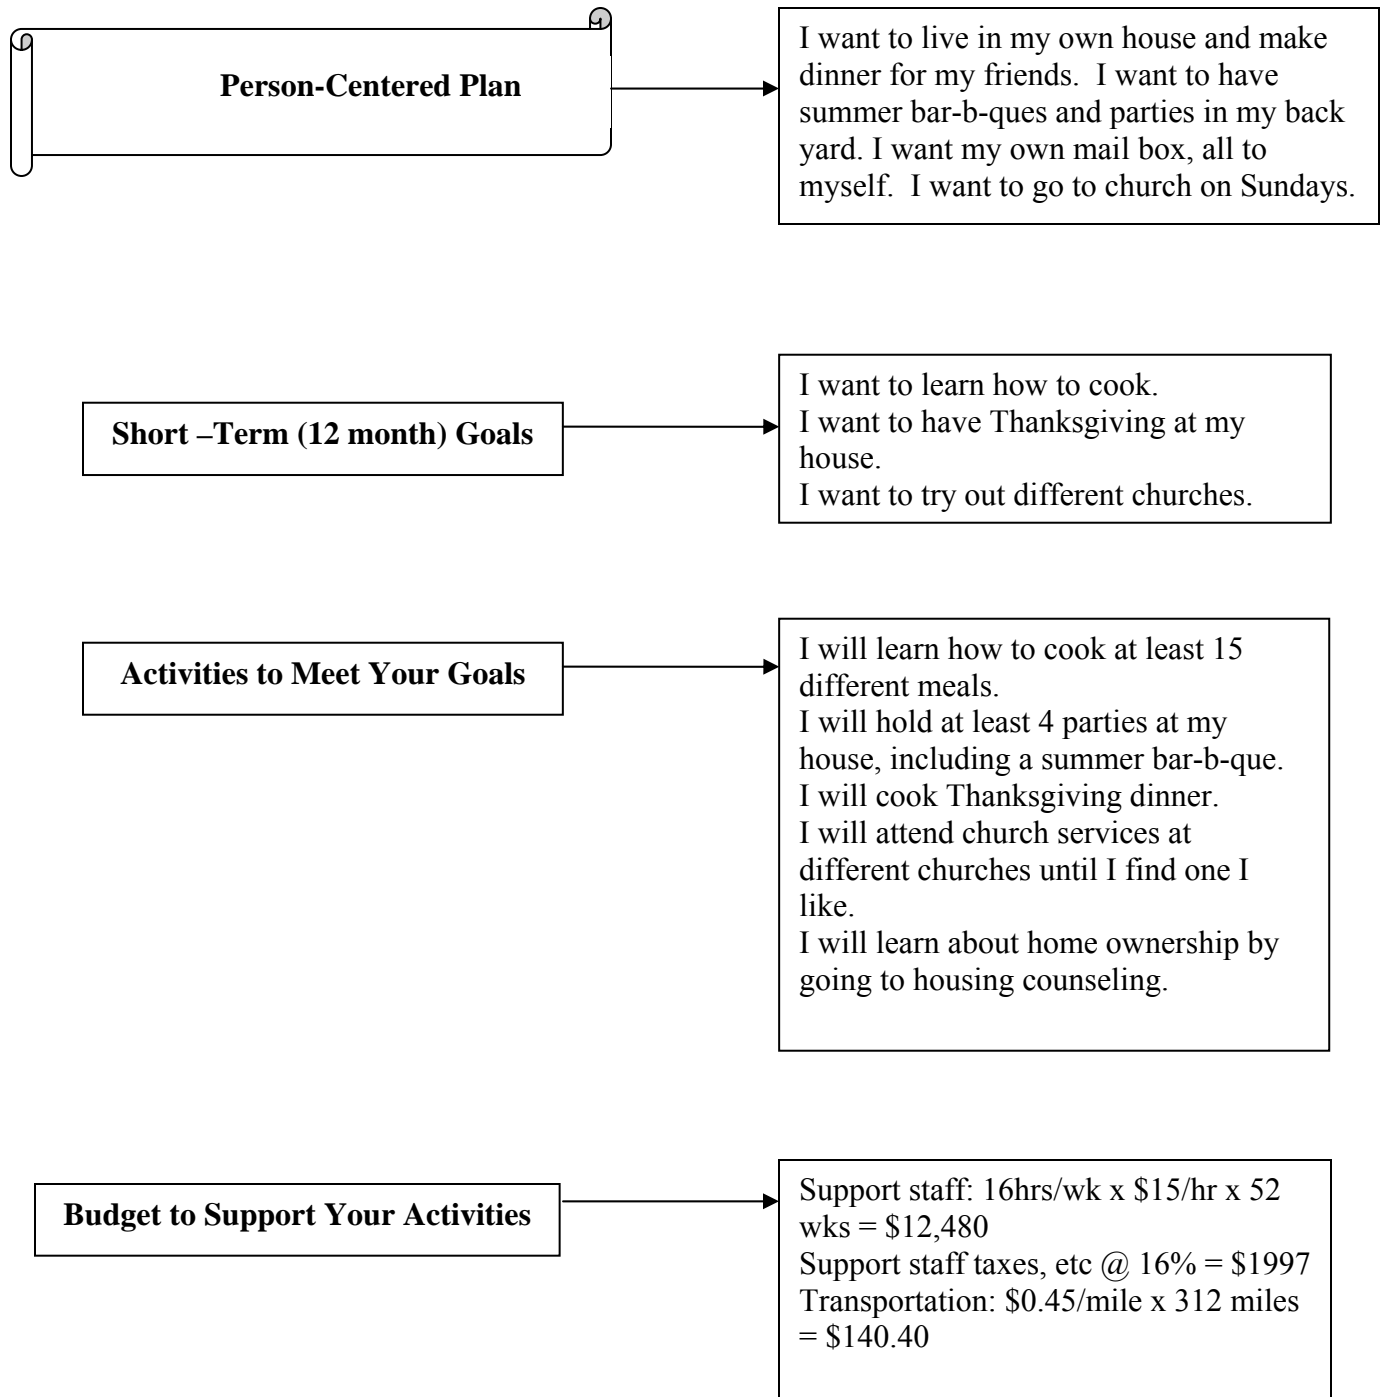 Person-Centered Plan
I want to live in my own house and make
dinner for my friends.  I want to have
summer bar-b-ques and parties in my back
yard. I want my own mail box, all to
myself.  I want to go to church on Sundays.
Short –Term (12 month) Goals
I want to learn how to cook.
I want to have Thanksgiving at my
house.
I want to try out different churches.
Activities to Meet Your Goals
I will learn how to cook at least 15
different meals.
I will hold at least 4 parties at my
house, including a summer bar-b-que.
I will cook Thanksgiving dinner.
I will attend church services at
different churches until I find one I
like.
I will learn about home ownership by
going to housing counseling.
Budget to Support Your Activities
Support staff: 16hrs/wk x $15/hr x 52
wks = $12,480
Support staff taxes, etc @ 16% = $1997
Transportation: $0.45/mile x 312 miles
= $140.40